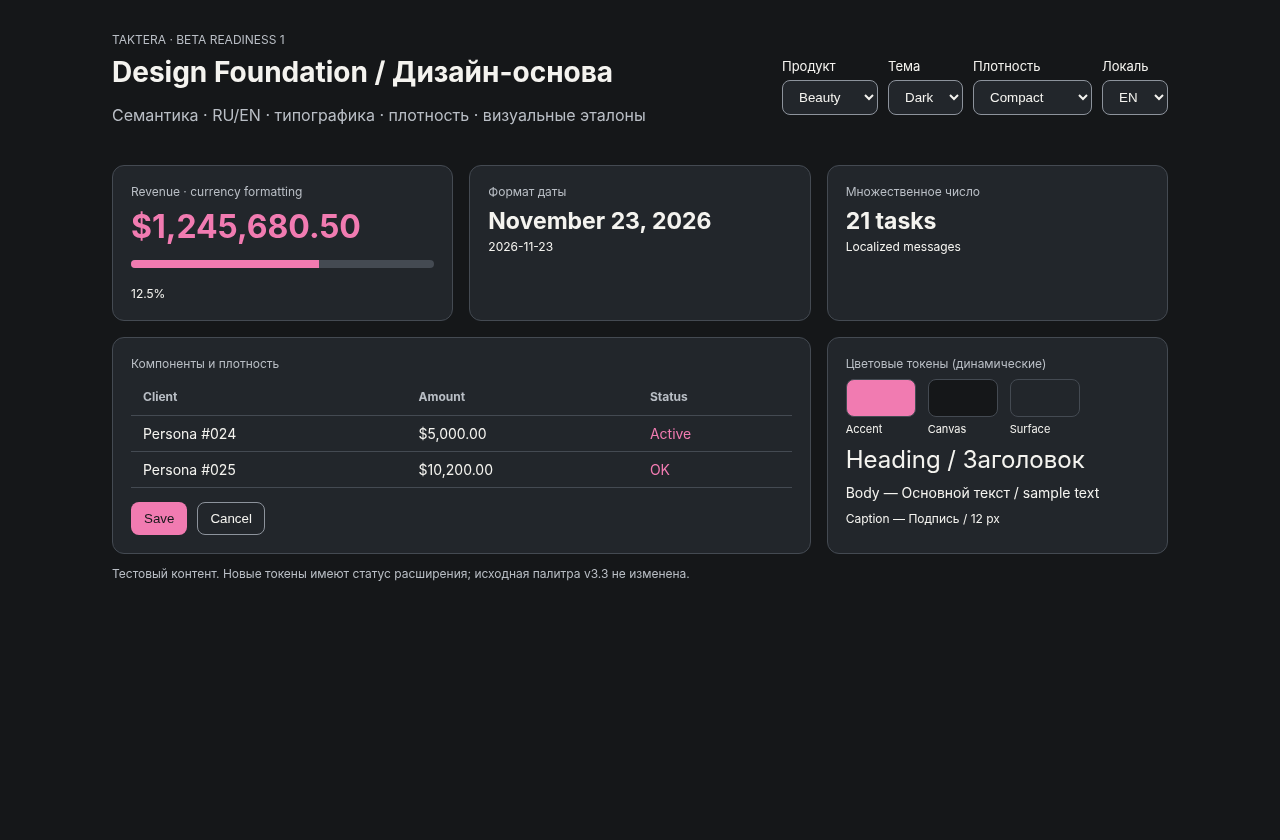 TAKTERA · BETA READINESS 1
Design Foundation / Дизайн-основа
Семантика · RU/EN · типографика · плотность · визуальные эталоны
Продукт Тема Плотность Локаль
Beauty Dark Compact EN
Revenue · currency formatting
$1,245,680.50
12.5%
Формат даты
November 23, 2026
2026-11-23
Множественное число
21 tasks
Localized messages
Компоненты и плотность
Client Amount Status
Persona #024 $5,000.00 Active
Persona #025 $10,200.00 OK
Save Cancel
Цветовые токены (динамические)
Accent Canvas Surface
Heading / Заголовок
Body — Основной текст / sample text
Caption — Подпись / 12 px
Тестовый контент. Новые токены имеют статус расширения; исходная палитра v3.3 не изменена.